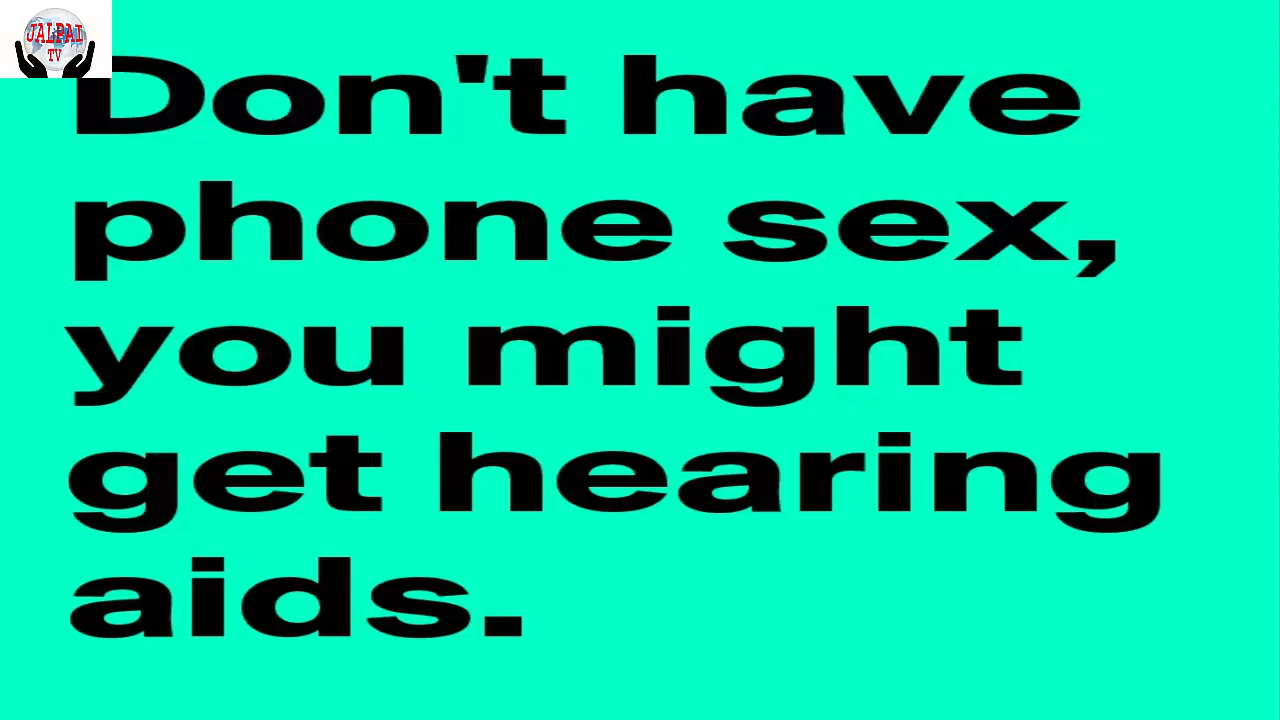 JALPAI
TV
Don't have
phone sex,
you might
get hearing
aids.